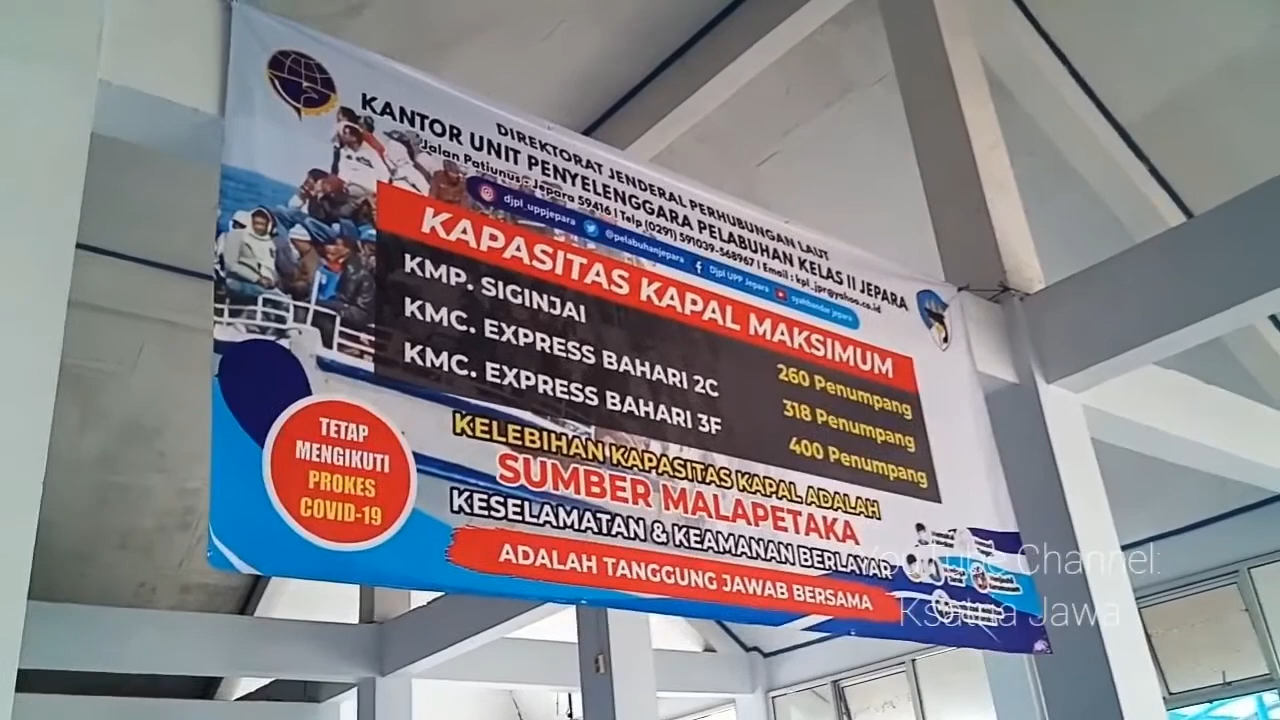 DIREKTORAT JENDERAL PERHUBUNGAN LAUT
KANTOR UNIT PENYELENGGARA PELABUHAN KELAS II JEPARA
Jalan Patiunus - Jepara 59416 | Telp (0291) 591039-568967 | Email : kpl_jpr@yahoo.co.id
djpl_uppjepara @pelabuhanjepara Djpl UPP Jepara syahbandar jepara
KAPASITAS KAPAL MAKSIMUM
KMP. SIGINJAI 260 Penumpang
KMC. EXPRESS BAHARI 2C 318 Penumpang
KMC. EXPRESS BAHARI 3F 400 Penumpang
KELEBIHAN KAPASITAS KAPAL ADALAH
SUMBER MALAPETAKA
KESELAMATAN & KEAMANAN BERLAYAR
ADALAH TANGGUNG JAWAB BERSAMA
TETAP
MENGIKUTI
PROKES
COVID-19
YouTube Channel:
Ksatria Jawa